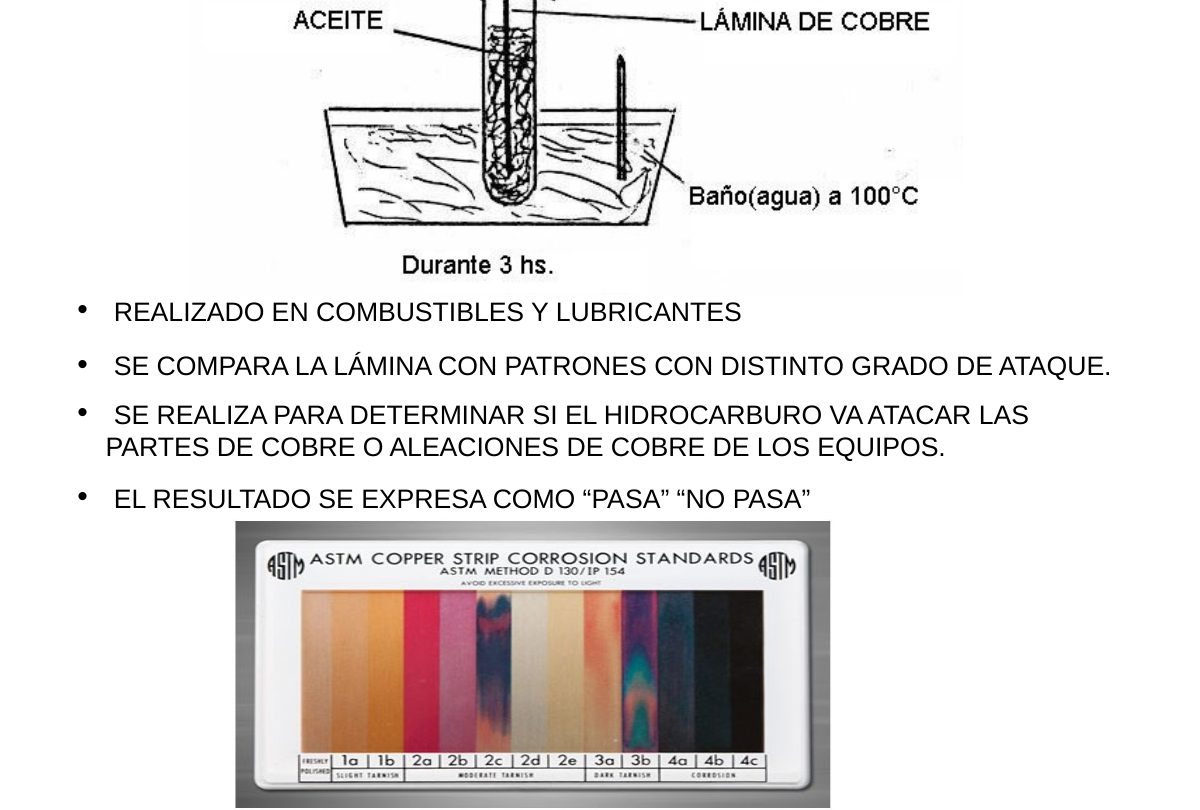 ACEITE
LÁMINA DE COBRE
Baño(agua) a 100°C
Durante 3 hs.
• REALIZADO EN COMBUSTIBLES Y LUBRICANTES
• SE COMPARA LA LÁMINA CON PATRONES CON DISTINTO GRADO DE ATAQUE.
• SE REALIZA PARA DETERMINAR SI EL HIDROCARBURO VA ATACAR LAS
PARTES DE COBRE O ALEACIONES DE COBRE DE LOS EQUIPOS.
• EL RESULTADO SE EXPRESA COMO “PASA” “NO PASA”
ASTM ASTM COPPER STRIP CORROSION STANDARDS ASTM
ASTM METHOD D 130/IP 154
AVOID EXCESSIVE EXPOSURE TO LIGHT
FRESHLY POLISHED 1a | 1b | 2a | 2b | 2c | 2d | 2e | 3a | 3b | 4a | 4b | 4c
SLIGHT TARNISH MODERATE TARNISH DARK TARNISH CORROSION